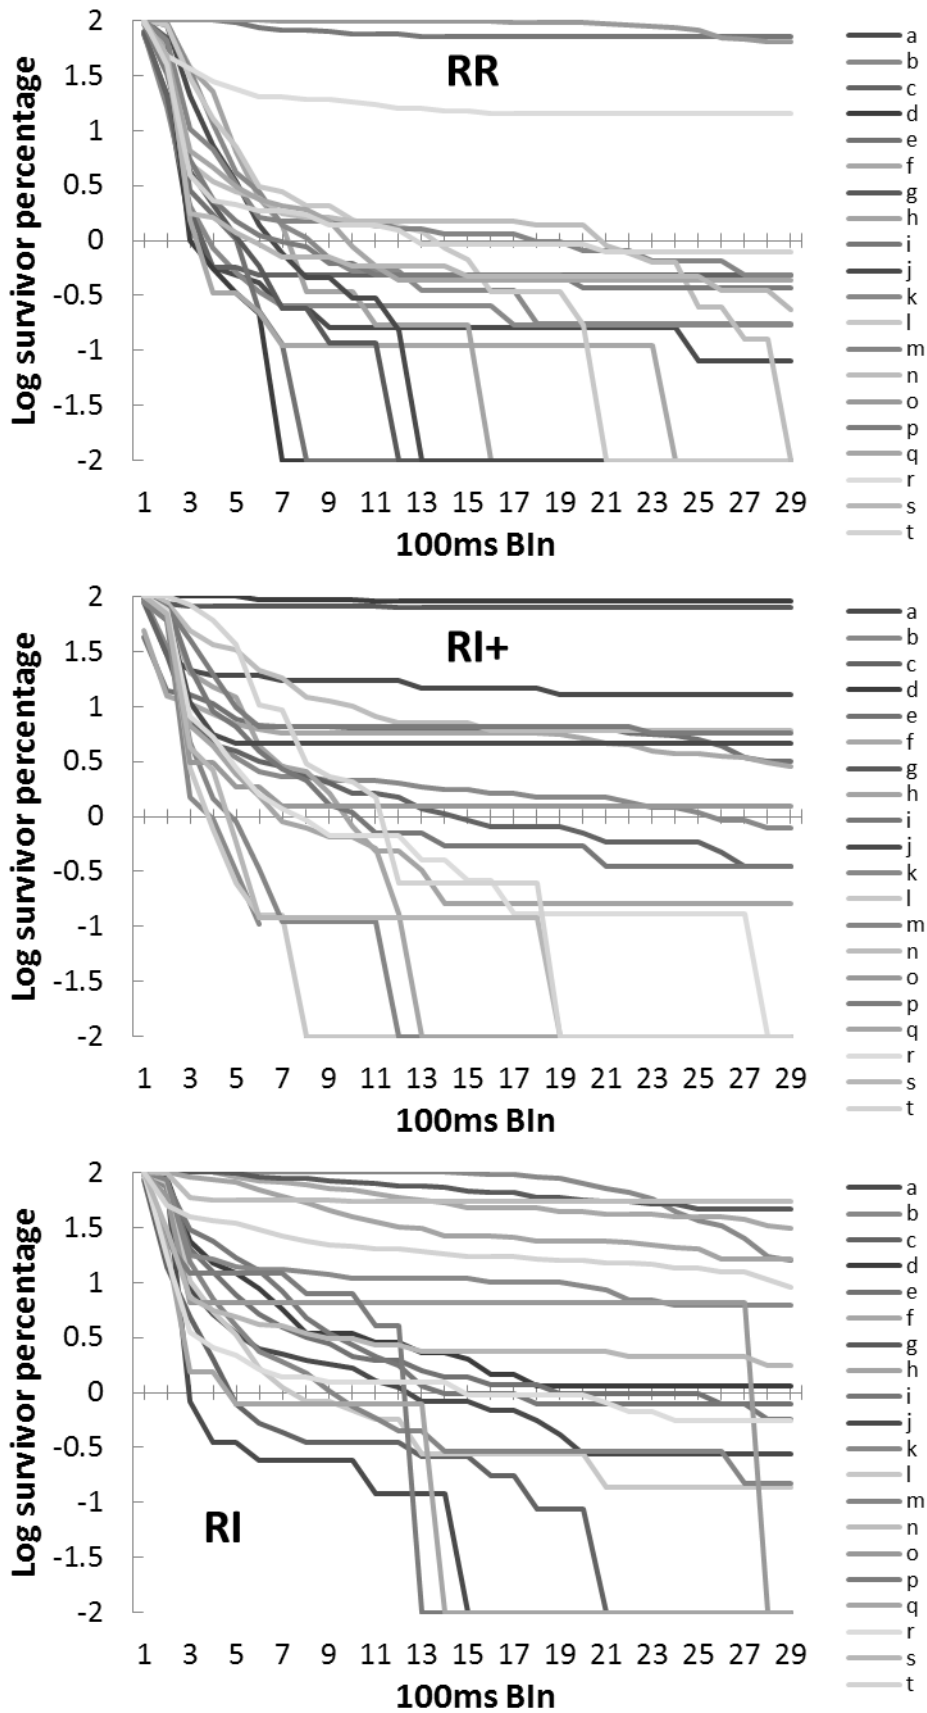 Log survivor percentage
2
1.5
1
0.5
0
-0.5
-1
-1.5
-2
RR
1 3 5 7 9 11 13 15 17 19 21 23 25 27 29
100ms BIn
a
b
c
d
e
f
g
h
i
j
k
l
m
n
o
p
q
r
s
t
Log survivor percentage
2
1.5
1
0.5
0
-0.5
-1
-1.5
-2
RI+
1 3 5 7 9 11 13 15 17 19 21 23 25 27 29
100ms BIn
a
b
c
d
e
f
g
h
i
j
k
l
m
n
o
p
q
r
s
t
Log survivor percentage
2
1.5
1
0.5
0
-0.5
-1
-1.5
-2
RI
1 3 5 7 9 11 13 15 17 19 21 23 25 27 29
100ms BIn
a
b
c
d
e
f
g
h
i
j
k
l
m
n
o
p
q
r
s
t